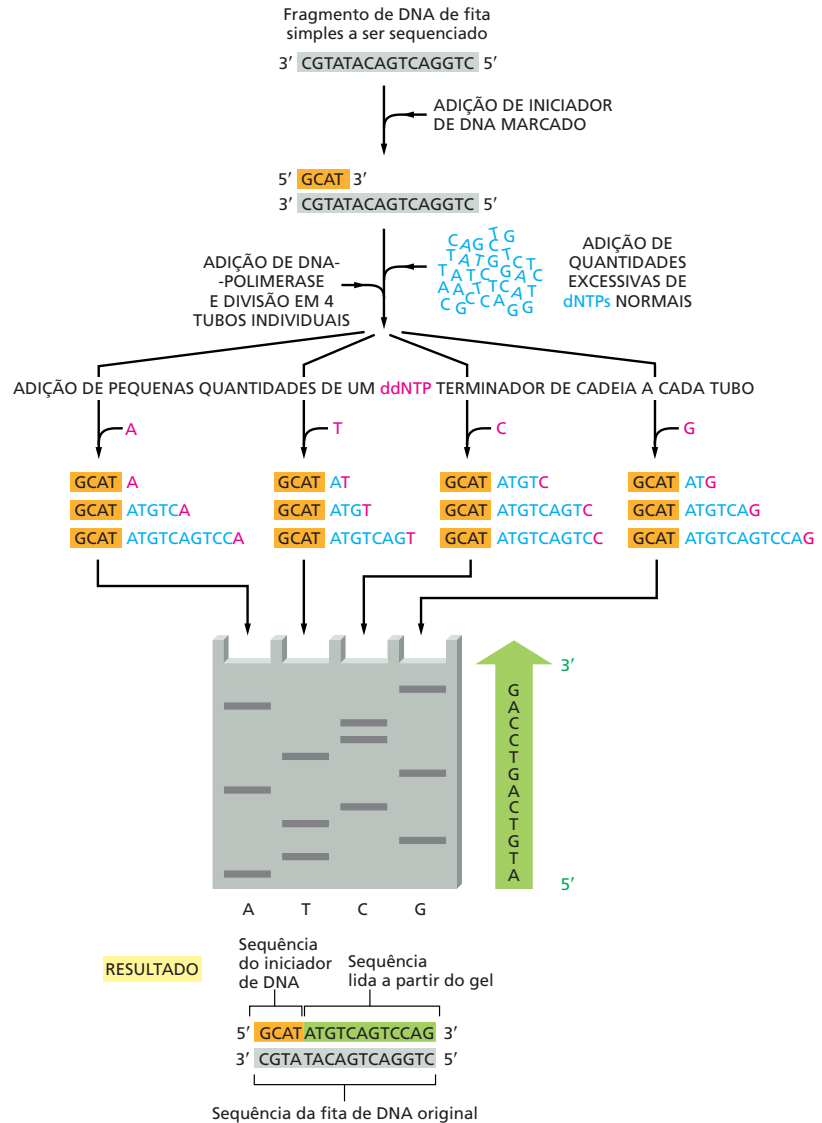 Fragmento de DNA de fita
simples a ser sequenciado
3′ CGTATACAGTCAGGTC 5′
ADIÇÃO DE INICIADOR
DE DNA MARCADO
5′ GCAT 3′
3′ CGTATACAGTCAGGTC 5′
ADIÇÃO DE DNA-
-POLIMERASE
E DIVISÃO EM 4
TUBOS INDIVIDUAIS
ADIÇÃO DE
QUANTIDADES
EXCESSIVAS DE
dNTPs NORMAIS
ADIÇÃO DE PEQUENAS QUANTIDADES DE UM ddNTP TERMINADOR DE CADEIA A CADA TUBO
A
T
C
G
GCAT A
GCAT ATGTCA
GCAT ATGTCAGTCCA
GCAT AT
GCAT ATGT
GCAT ATGTCAGT
GCAT ATGTC
GCAT ATGTCAGTC
GCAT ATGTCAGTCC
GCAT ATG
GCAT ATGTCAG
GCAT ATGTCAGTCCAG
3′
G
A
C
C
T
G
A
C
T
G
T
A
5′
A T C G
RESULTADO
Sequência
do iniciador
de DNA
Sequência
lida a partir do gel
5′ GCATATGTCAGTCCAG 3′
3′ CGTATACAGTCAGGTC 5′
Sequência da fita de DNA original